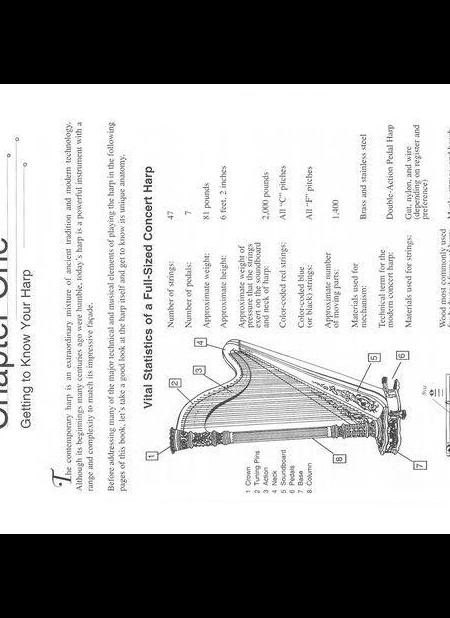 Chapter One
Getting to Know Your Harp
The contemporary harp is an extraordinary mixture of ancient tradition and modern technology.
Although its beginnings many centuries ago were humble, today's harp is a powerful instrument with a
range and complexity to match its impressive façade.
Before addressing many of the major technical and musical elements of playing the harp in the following
pages of this book, let's take a good look at the harp itself and get to know its unique anatomy.
Vital Statistics of a Full-Sized Concert Harp
Number of strings: 47
Number of pedals: 7
Approximate weight: 81 pounds
Approximate height: 6 feet, 2 inches
Approximate weight of
pressure that the strings
exert on the soundboard
and neck of harp: 2,000 pounds
Color-coded red strings: All "C" pitches
Color-coded blue
(or black) strings: All "F" pitches
Approximate number
of moving parts: 1,400
Materials used for
mechanism: Brass and stainless steel
Technical term for the
modern concert harp: Double-Action Pedal Harp
Materials used for strings: Gut, nylon, and wire
(depending on register and
preference)
Wood most commonly used
1
2
3
4
5
6
7
8
1 Crown
2 Tuning Pins
3 Action
4 Neck
5 Soundboard
6 Pedals
7 Base
8 Column